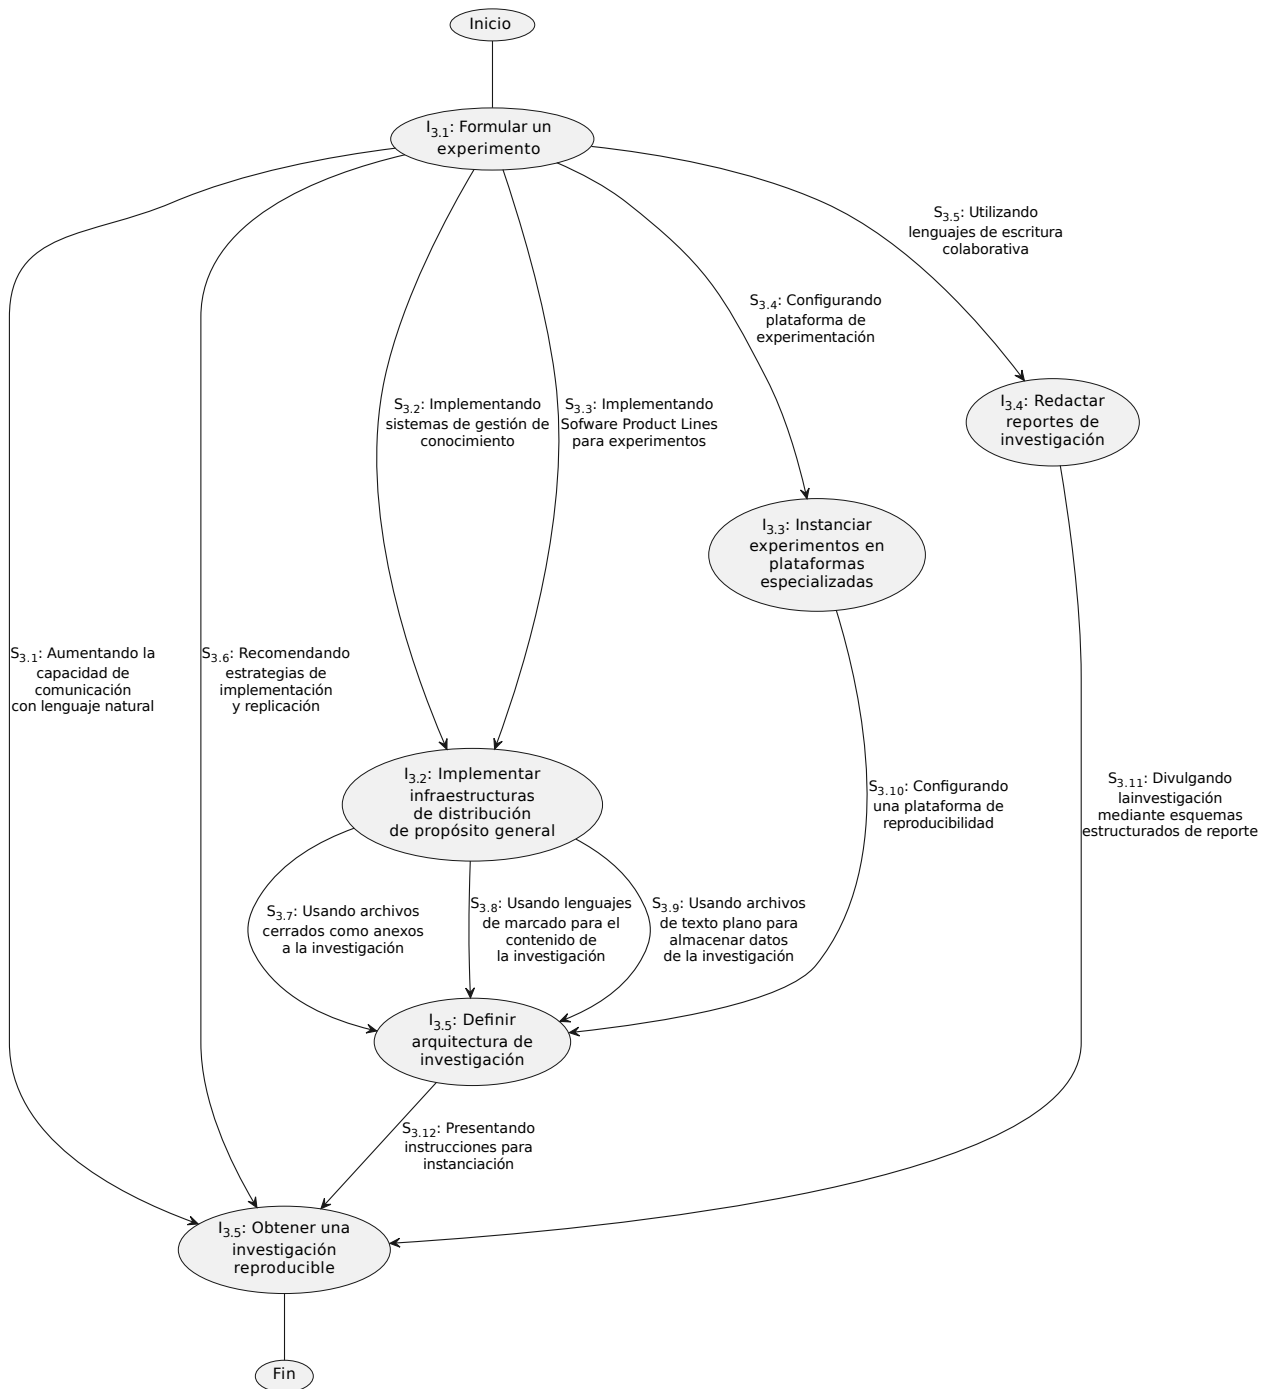 Inicio
I3.1: Formular un
experimento
S3.5: Utilizando
lenguajes de escritura
colaborativa
S3.4: Configurando
plataforma de
experimentación
I3.4: Redactar
reportes de
investigación
S3.2: Implementando
sistemas de gestión de
conocimiento
S3.3: Implementando
Sofware Product Lines
para experimentos
I3.3: Instanciar
experimentos en
plataformas
especializadas
S3.1: Aumentando la
capacidad de
comunicación
con lenguaje natural
S3.6: Recomendando
estrategias de
implementación
y replicación
I3.2: Implementar
infraestructuras
de distribución
de propósito general
S3.10: Configurando
una plataforma de
reproducibilidad
S3.11: Divulgando
lainvestigación
mediante esquemas
estructurados de reporte
S3.7: Usando archivos
cerrados como anexos
a la investigación
S3.8: Usando lenguajes
de marcado para el
contenido de
la investigación
S3.9: Usando archivos
de texto plano para
almacenar datos
de la investigación
I3.5: Definir
arquitectura de
investigación
S3.12: Presentando
instrucciones para
instanciación
I3.5: Obtener una
investigación
reproducible
Fin